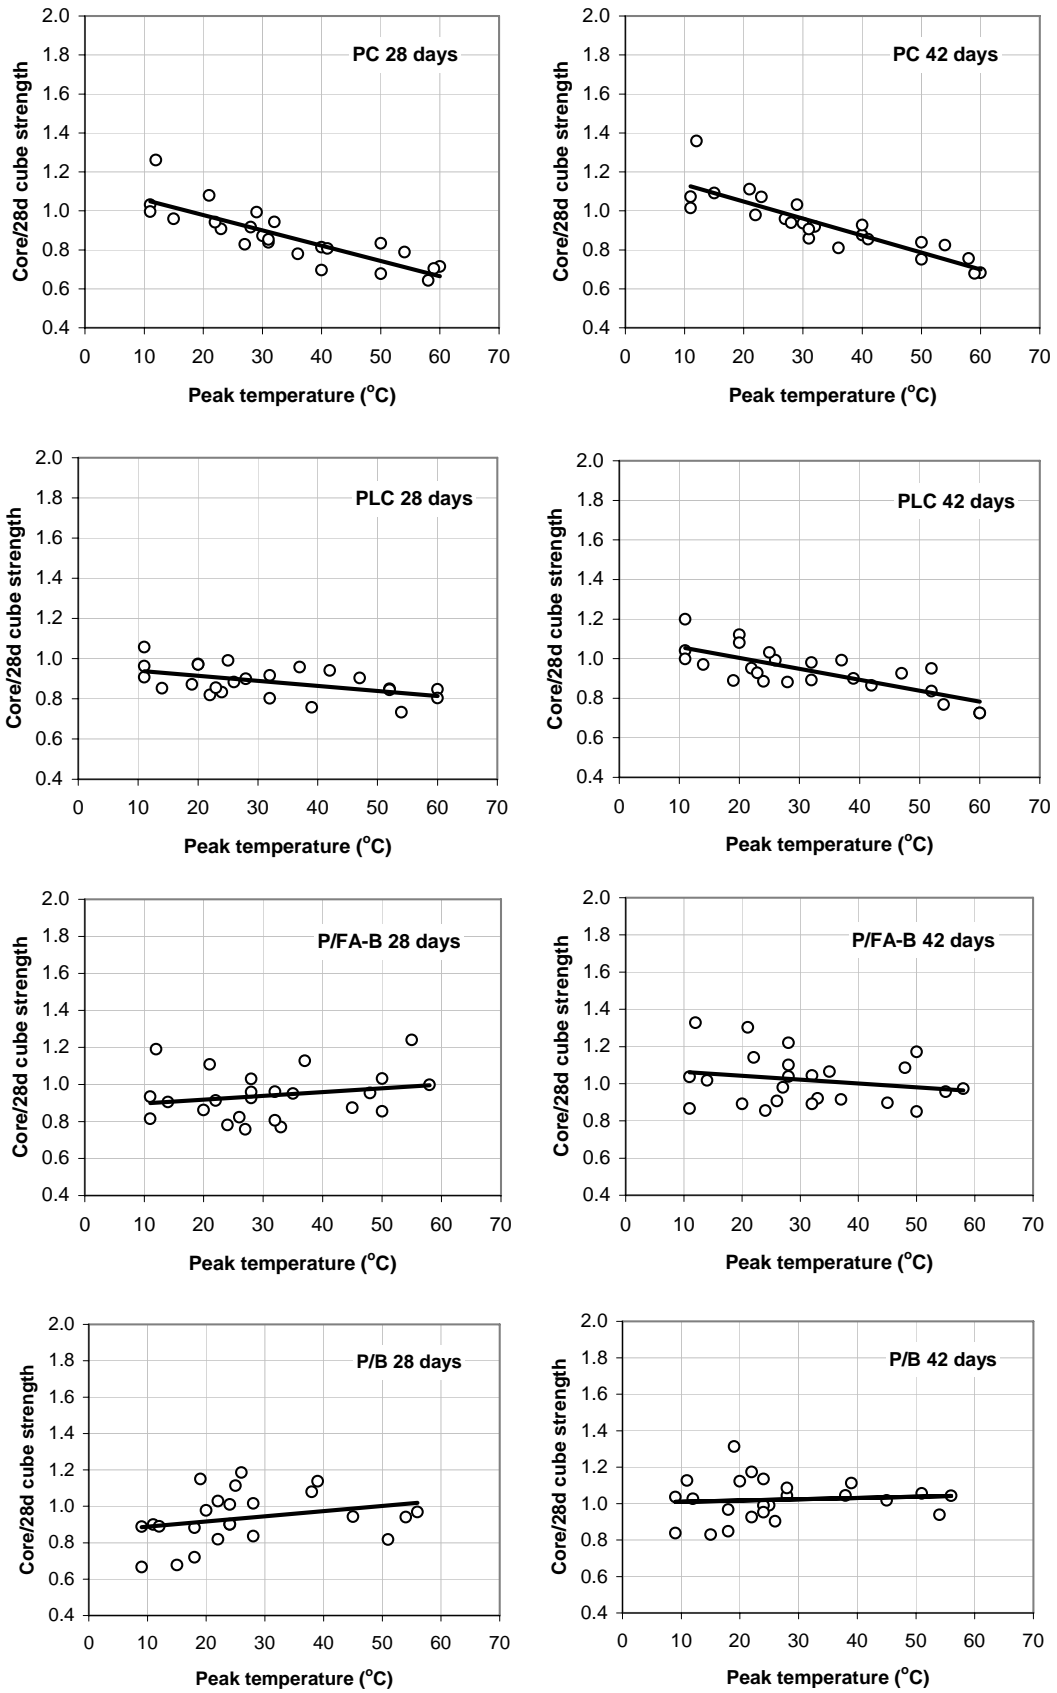 PC 28 days
Core/28d cube strength
2.0
1.8
1.6
1.4
1.2
1.0
0.8
0.6
0.4
0 10 20 30 40 50 60 70
Peak temperature (°C)
PC 42 days
Core/28d cube strength
2.0
1.8
1.6
1.4
1.2
1.0
0.8
0.6
0.4
0 10 20 30 40 50 60 70
Peak temperature (°C)
PLC 28 days
Core/28d cube strength
2.0
1.8
1.6
1.4
1.2
1.0
0.8
0.6
0.4
0 10 20 30 40 50 60 70
Peak temperature (°C)
PLC 42 days
Core/28d cube strength
2.0
1.8
1.6
1.4
1.2
1.0
0.8
0.6
0.4
0 10 20 30 40 50 60 70
Peak temperature (°C)
P/FA-B 28 days
Core/28d cube strength
2.0
1.8
1.6
1.4
1.2
1.0
0.8
0.6
0.4
0 10 20 30 40 50 60 70
Peak temperature (°C)
P/FA-B 42 days
Core/28d cube strength
2.0
1.8
1.6
1.4
1.2
1.0
0.8
0.6
0.4
0 10 20 30 40 50 60 70
Peak temperature (°C)
P/B 28 days
Core/28d cube strength
2.0
1.8
1.6
1.4
1.2
1.0
0.8
0.6
0.4
0 10 20 30 40 50 60 70
Peak temperature (°C)
P/B 42 days
Core/28d cube strength
2.0
1.8
1.6
1.4
1.2
1.0
0.8
0.6
0.4
0 10 20 30 40 50 60 70
Peak temperature (°C)